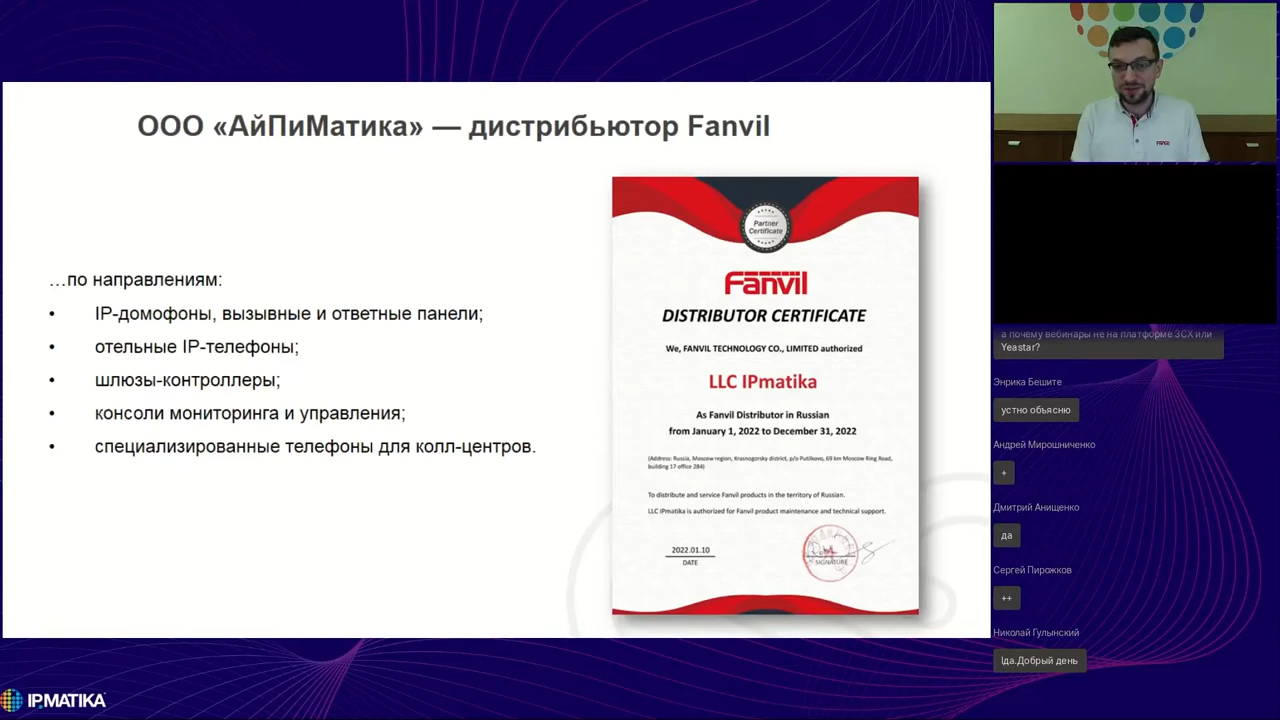 ООО «АйПиМатика» — дистрибьютор Fanvil
…по направлениям:
• IP-домофоны, вызывные и ответные панели;
• отельные IP-телефоны;
• шлюзы-контроллеры;
• консоли мониторинга и управления;
• специализированные телефоны для колл-центров.
Partner
Certificate
Fanvil
DISTRIBUTOR CERTIFICATE
We, FANVIL TECHNOLOGY CO., LIMITED authorized
LLC IPmatika
As Fanvil Distributor in Russian
from January 1, 2022 to December 31, 2022
(Address: Russia, Moscow region, Krasnogorsky district, p/o Putilkovo, 69 km Moscow Ring Road,
building 17 office 284)
To distribute and service Fanvil products in the territory of Russian.
LLC IPmatika is authorized for Fanvil product maintenance and technical support.
2022.01.10
DATE
SIGNATURE
IPMATIKA
Fanvil
а почему вебинары не на платформе 3CX или
Yeastar?
Энрика Бешите
устно объясню
Андрей Мирошниченко
+
Дмитрий Анищенко
да
Сергей Пирожков
++
Николай Гулынский
Iда.Добрый день